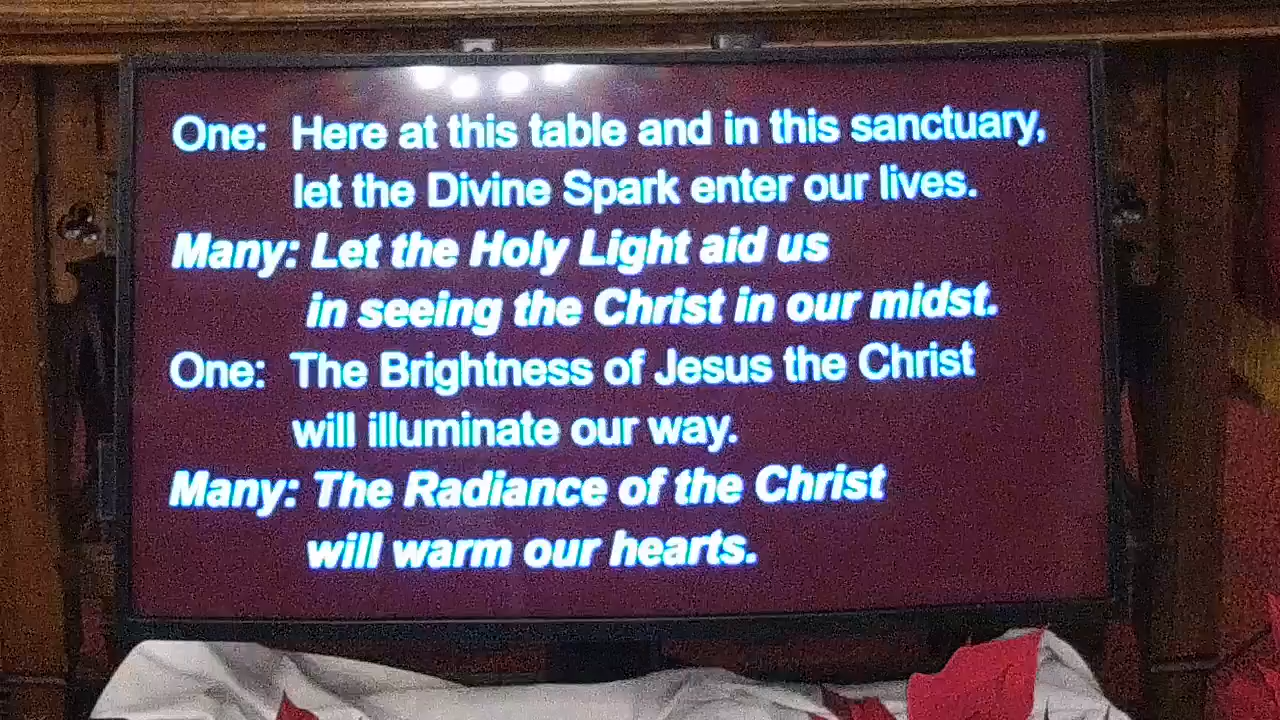 One: Here at this table and in this sanctuary,
let the Divine Spark enter our lives.
Many: Let the Holy Light aid us
in seeing the Christ in our midst.
One: The Brightness of Jesus the Christ
will illuminate our way.
Many: The Radiance of the Christ
will warm our hearts.